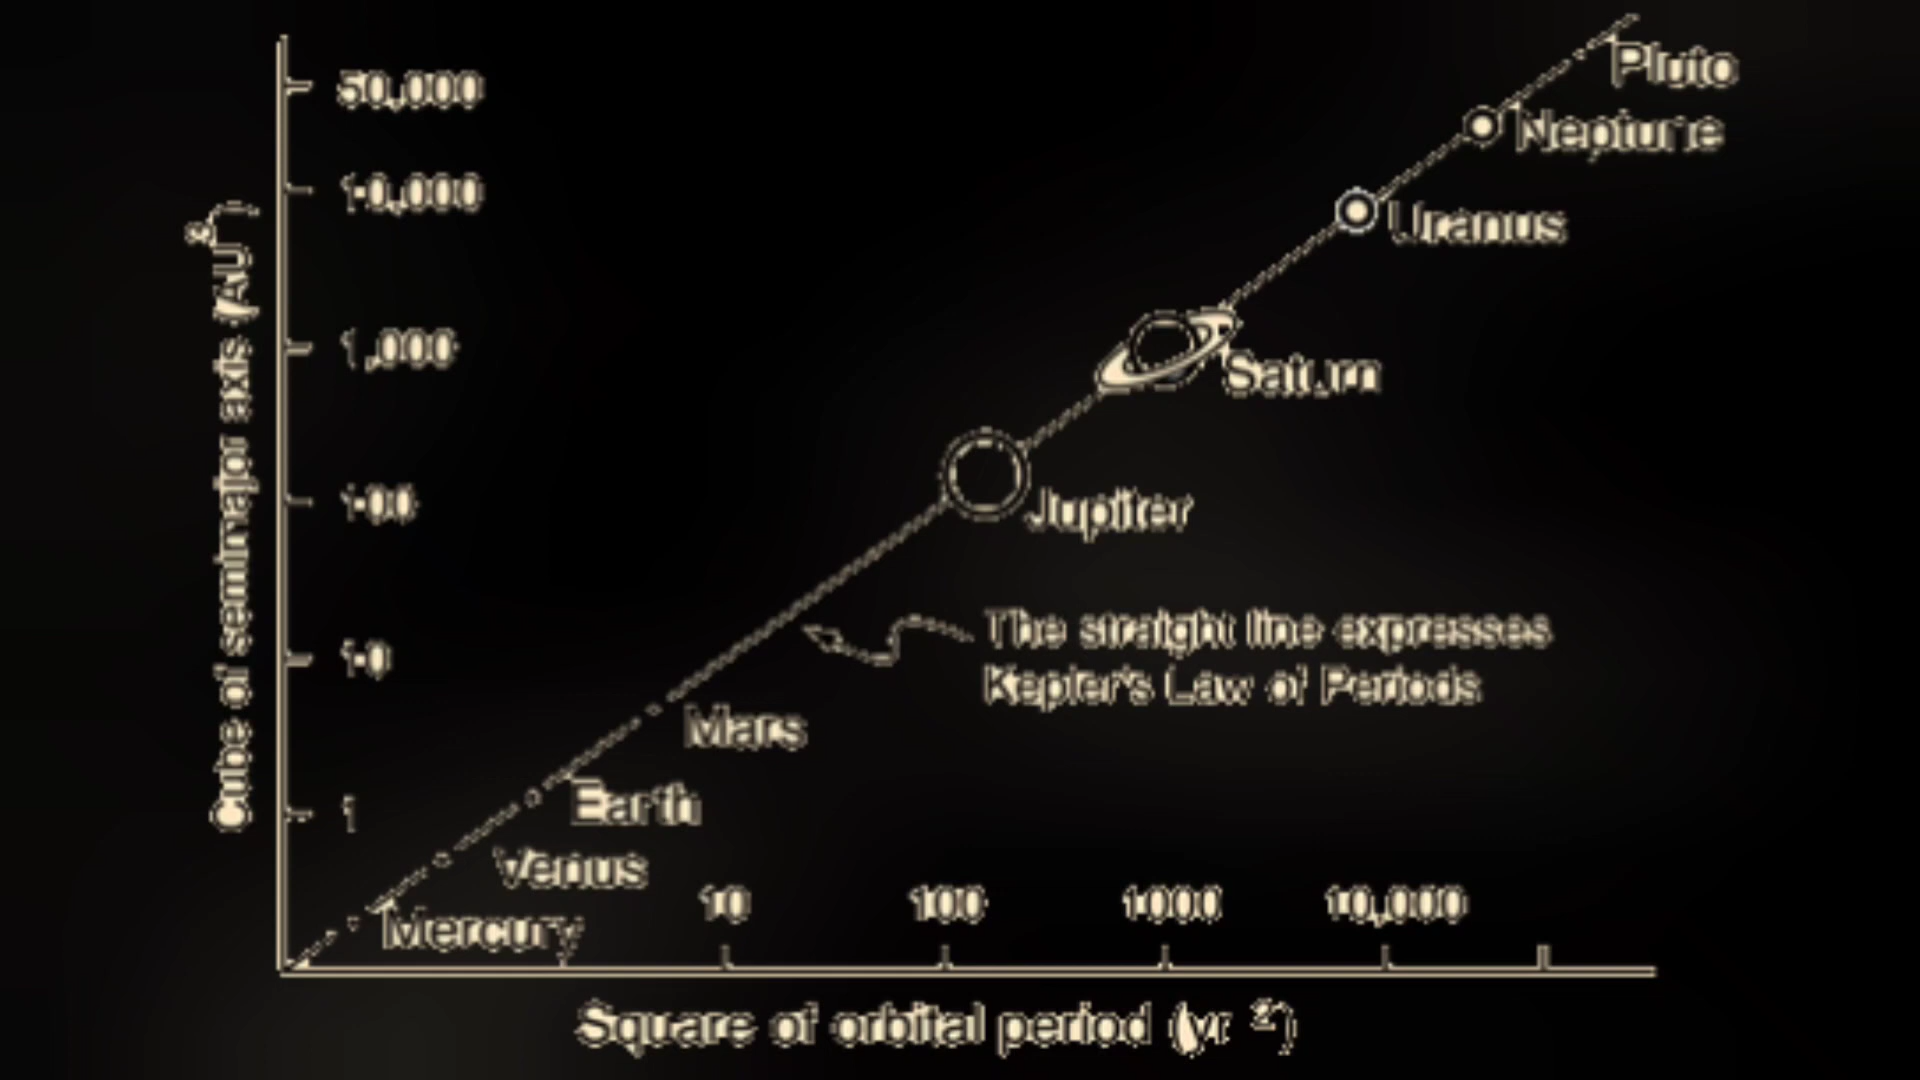 50,000
10,000
1,000
100
10
1
Cube of semimajor axis (AU³)
Pluto
Neptune
Uranus
Saturn
Jupiter
The straight line expresses
Kepler's Law of Periods
Mars
Earth
Venus
Mercury
10 100 1000 10,000
Square of orbital period (yr ²)